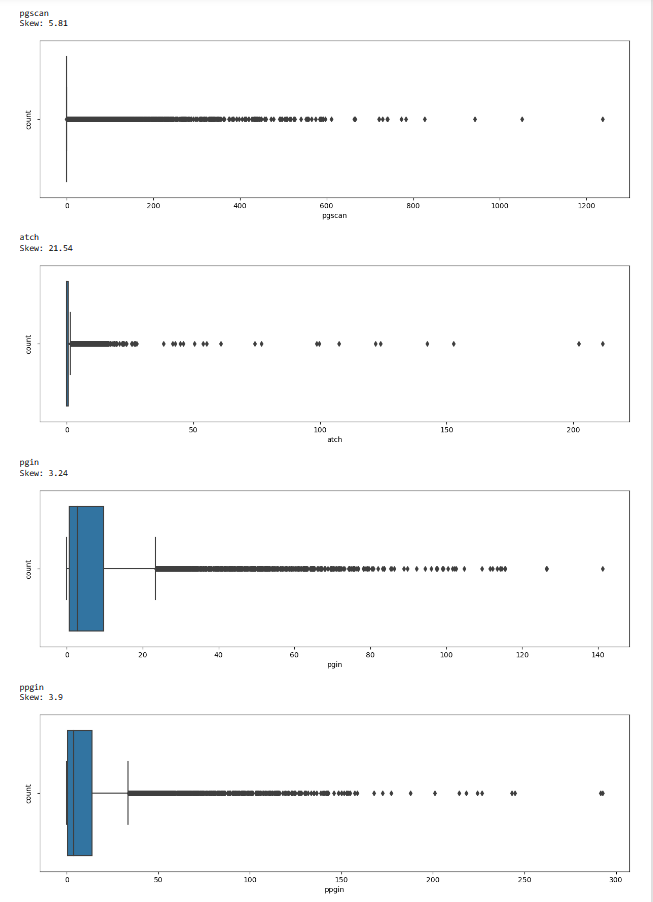 pgscan
Skew: 5.81
count
0 200 400 600 800 1000 1200
pgscan
atch
Skew: 21.54
count
0 50 100 150 200
atch
pgin
Skew: 3.24
count
0 20 40 60 80 100 120 140
pgin
ppgin
Skew: 3.9
count
0 50 100 150 200 250 300
ppgin